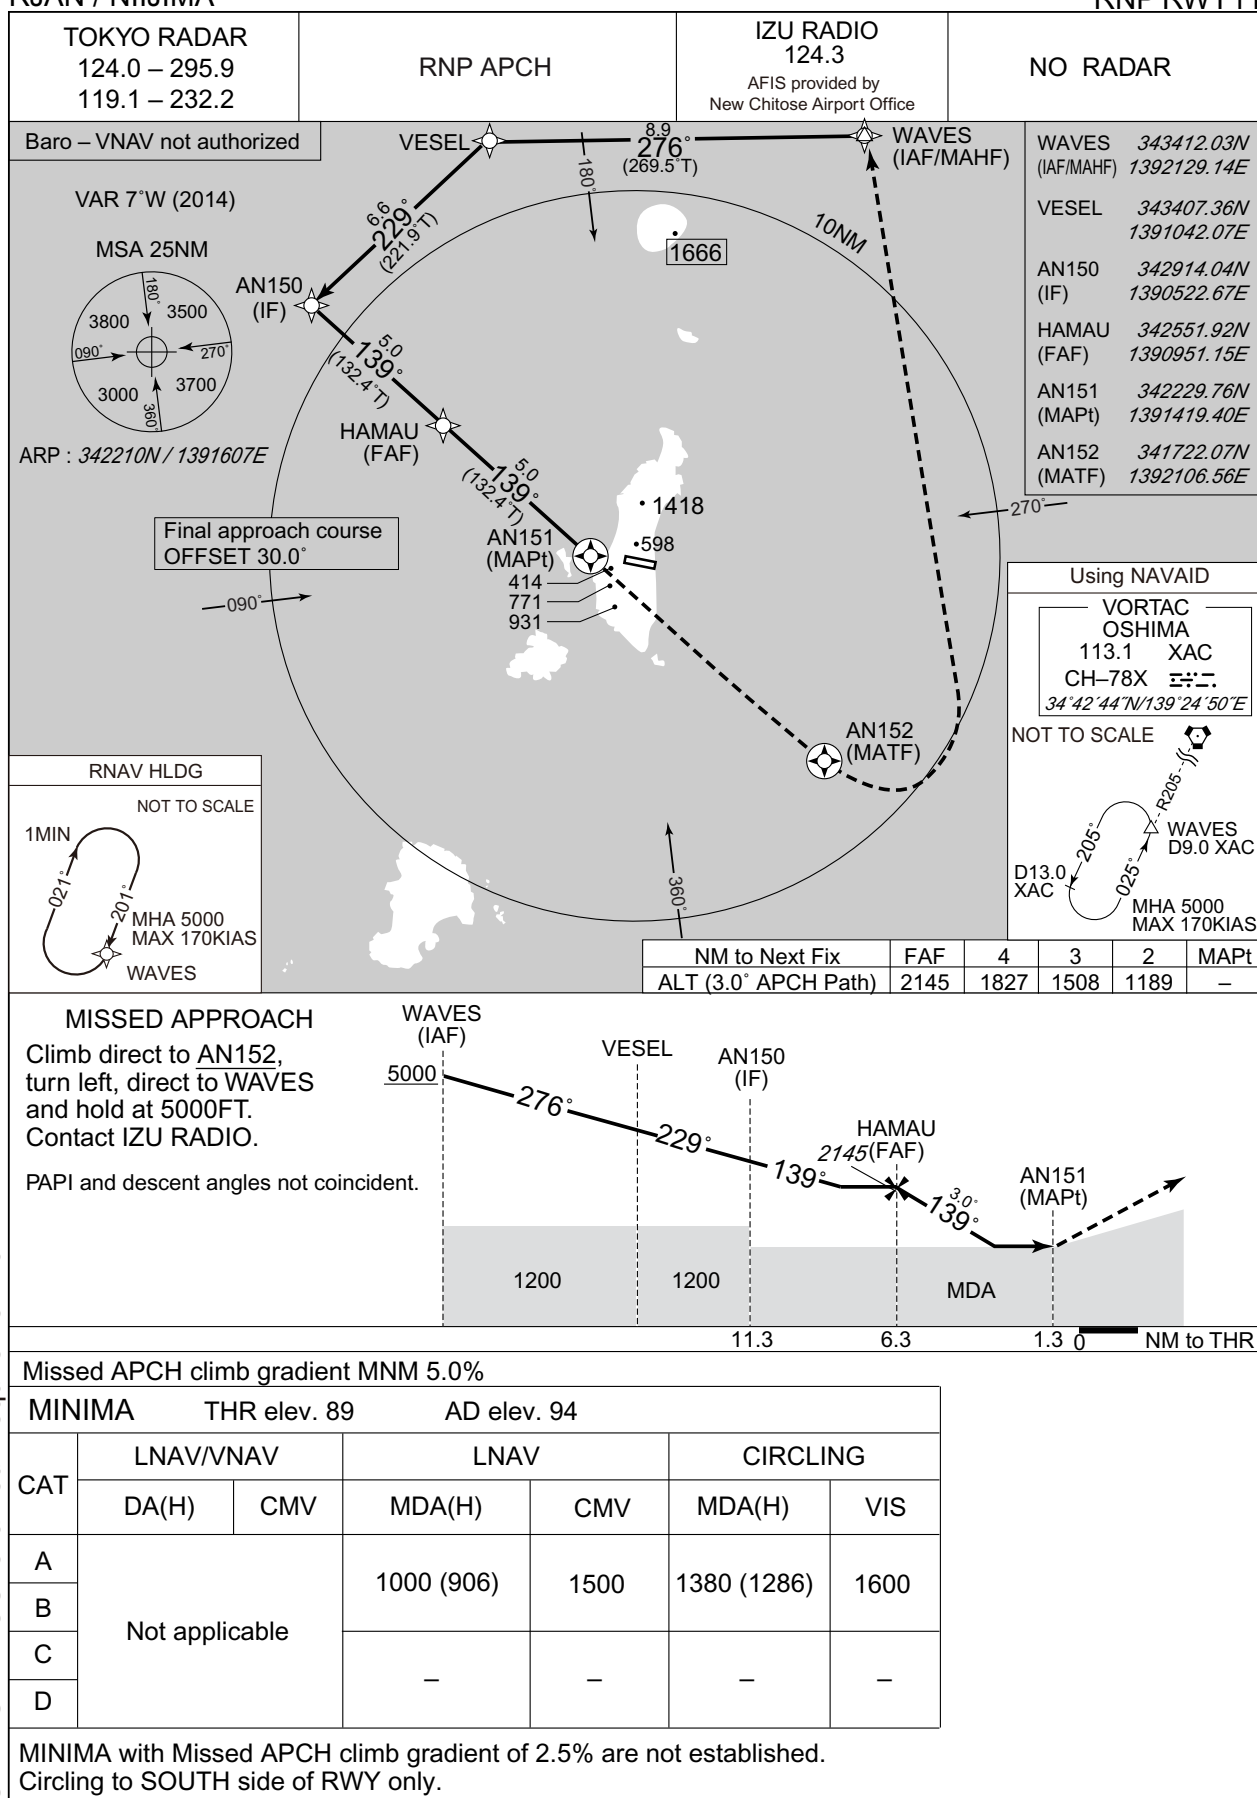 RJAN / NIIJIMA
TOKYO RADAR
124.0 – 295.9
119.1 – 232.2
RNP APCH
IZU RADIO
124.3
AFIS provided by
New Chitose Airport Office
NO RADAR
Baro – VNAV not authorized
VAR 7˚W (2014)
MSA 25NM
180˚
3800
3500
090˚
270˚
3000
3700
360˚
ARP : 342210N / 1391607E
VESEL
8.9
276˚
(269.5˚T)
WAVES
(IAF/MAHF)
180˚
6.6
229˚
(221.9˚T)
10NM
1666
AN150
(IF)
5.0
139˚
(132.4˚T)
HAMAU
(FAF)
5.0
139˚
(132.4˚T)
1418
598
AN151
(MAPt)
414
771
931
Final approach course
OFFSET 30.0˚
090˚
270˚
360˚
AN152
(MATF)
WAVES 343412.03N
(IAF/MAHF) 1392129.14E
VESEL 343407.36N
1391042.07E
AN150 342914.04N
(IF) 1390522.67E
HAMAU 342551.92N
(FAF) 1390951.15E
AN151 342229.76N
(MAPt) 1391419.40E
AN152 341722.07N
(MATF) 1392106.56E
Using NAVAID
VORTAC
OSHIMA
113.1 XAC
CH–78X
34˚42´44˝N/139˚24´50˝E
NOT TO SCALE
R205
205˚
025˚
WAVES
D9.0 XAC
D13.0
XAC
MHA 5000
MAX 170KIAS
RNAV HLDG
NOT TO SCALE
1MIN
021˚
201˚
MHA 5000
MAX 170KIAS
WAVES
NM to Next Fix FAF 4 3 2 MAPt
ALT (3.0˚ APCH Path) 2145 1827 1508 1189 –
MISSED APPROACH
Climb direct to AN152,
turn left, direct to WAVES
and hold at 5000FT.
Contact IZU RADIO.
PAPI and descent angles not coincident.
WAVES
(IAF)
5000
VESEL
AN150
(IF)
HAMAU
(FAF)
2145
AN151
(MAPt)
276˚
229˚
139˚
3.0˚
139˚
1200
1200
MDA
11.3 6.3 1.3 0 NM to THR
Missed APCH climb gradient MNM 5.0%
MINIMA THR elev. 89 AD elev. 94
CAT LNAV/VNAV LNAV CIRCLING
DA(H) CMV MDA(H) CMV MDA(H) VIS
A
B
1000 (906) 1500 1380 (1286) 1600
Not applicable
C
D
– – – –
MINIMA with Missed APCH climb gradient of 2.5% are not established.
Circling to SOUTH side of RWY only.